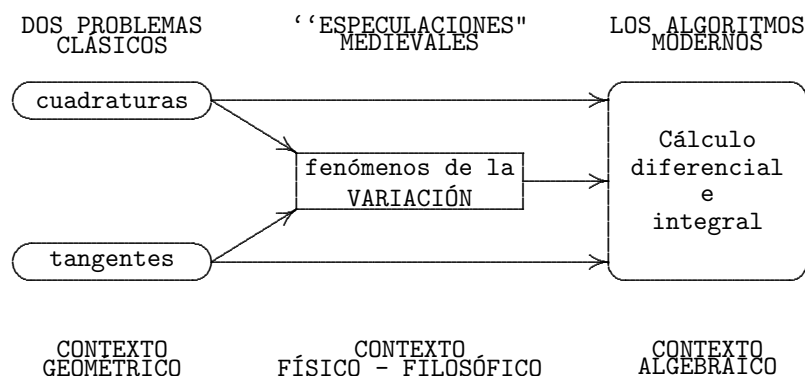 DOS PROBLEMAS
CLÁSICOS
‘‘ESPECULACIONES"
MEDIEVALES
LOS ALGORITMOS
MODERNOS
cuadraturas
fenómenos de la
VARIACIÓN
tangentes
Cálculo
diferencial
e
integral
CONTEXTO
GEOMÉTRICO
CONTEXTO
FÍSICO - FILOSÓFICO
CONTEXTO
ALGEBRAICO